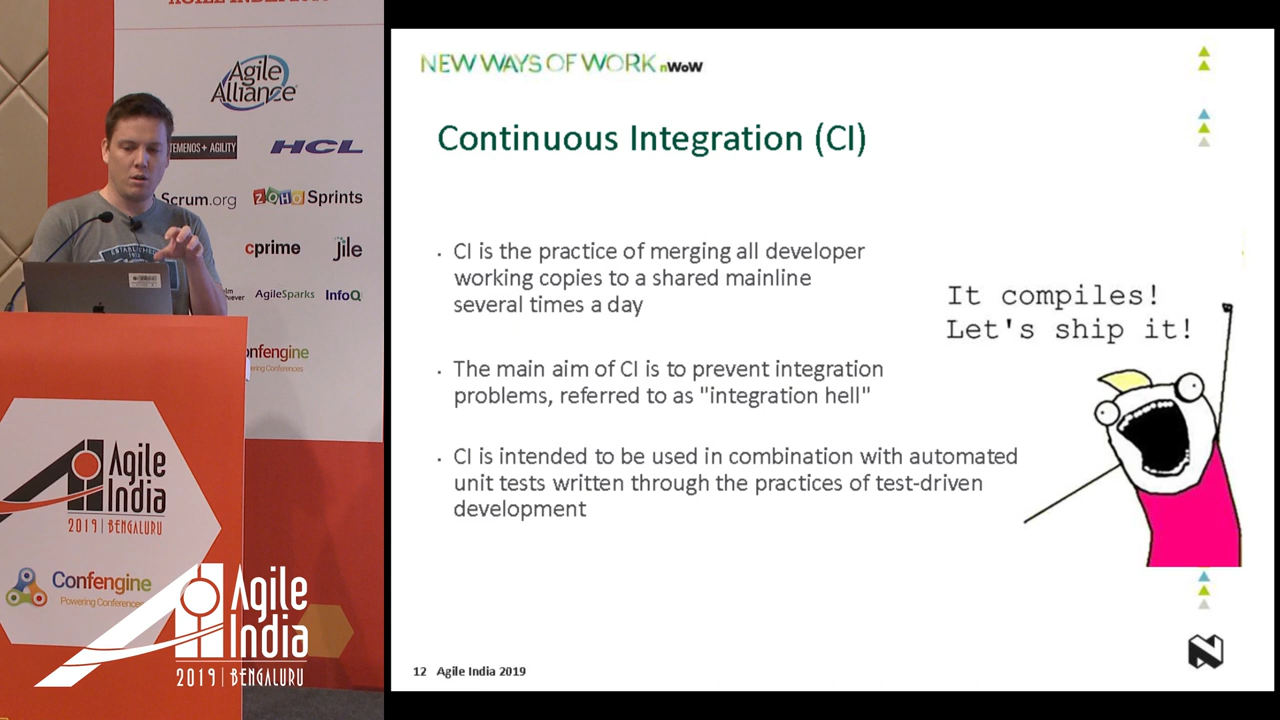 Agile
Alliance
TEMENOS + AGILITY
HCL
Scrum.org
ZOHO Sprints
cprime
jile
AgileSparks
InfoQ
Agile
India
2019 | BENGALURU
Confengine
Powering Conferences
Agile
India
2019 | BENGALURU
NEW WAYS OF WORK nWoW
Continuous Integration (CI)
· CI is the practice of merging all developer
working copies to a shared mainline
several times a day
· The main aim of CI is to prevent integration
problems, referred to as "integration hell"
· CI is intended to be used in combination with automated
unit tests written through the practices of test-driven
development
It compiles!
Let's ship it!
12 Agile India 2019